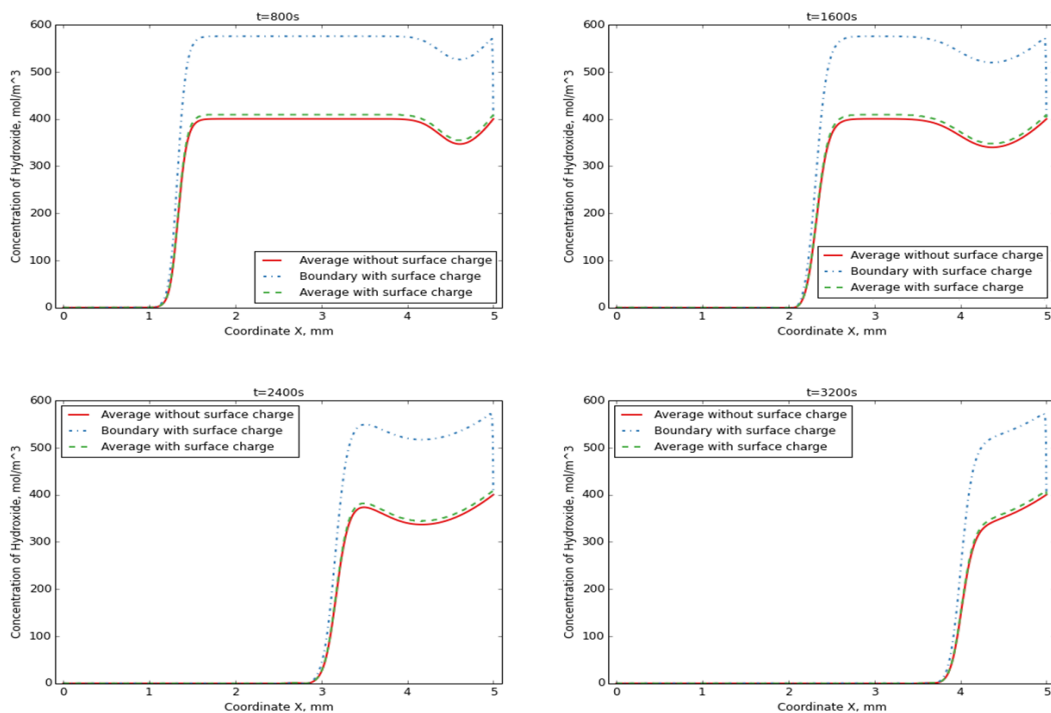 t=800s
600
500
400
300
200
100
0
Concentration of Hydroxide, mol/m^3
Average without surface charge
Boundary with surface charge
Average with surface charge
0 1 2 3 4 5
Coordinate X, mm
t=1600s
600
500
400
300
200
100
0
Concentration of Hydroxide, mol/m^3
Average without surface charge
Boundary with surface charge
Average with surface charge
0 1 2 3 4 5
Coordinate X, mm
t=2400s
600
500
400
300
200
100
0
Concentration of Hydroxide, mol/m^3
Average without surface charge
Boundary with surface charge
Average with surface charge
0 1 2 3 4 5
Coordinate X, mm
t=3200s
600
500
400
300
200
100
0
Concentration of Hydroxide, mol/m^3
Average without surface charge
Boundary with surface charge
Average with surface charge
0 1 2 3 4 5
Coordinate X, mm